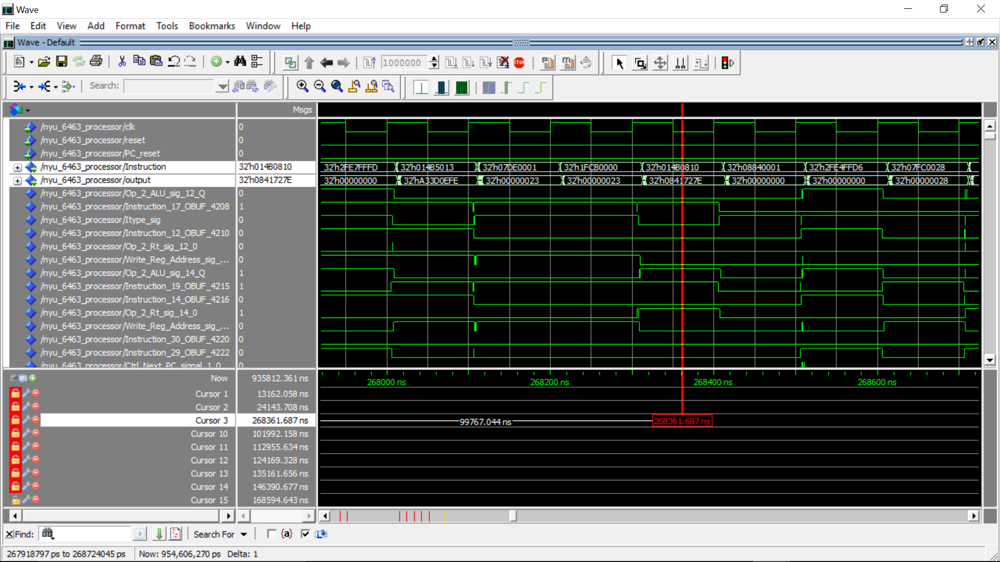 Wave
File Edit View Add Format Tools Bookmarks Window Help
Wave - Default
1000000
STOP
Search:
Msgs
/nyu_6463_processor/clk 0
/nyu_6463_processor/reset 0
/nyu_6463_processor/PC_reset 0
/nyu_6463_processor/Instruction 32'h014B0810 32'h2FE7FFFD 32'h014B5013 32'h07DE0001 32'h1FCB0000 32'h014B0810 32'h08840001 32'h2FE4FFD6 32'h07FC0028
/nyu_6463_processor/output 32'h0841727E 32'h00000000 32'hA33D0EFE 32'h00000023 32'h00000023 32'h0841727E 32'h00000000 32'h00000000 32'h00000028
/nyu_6463_processor/Op_2_ALU_sig_12_Q 0
/nyu_6463_processor/Instruction_17_OBUF_4208 1
/nyu_6463_processor/Itype_sig 0
/nyu_6463_processor/Instruction_12_OBUF_4210 0
/nyu_6463_processor/Op_2_Rt_sig_12_0 0
/nyu_6463_processor/Write_Reg_Address_sig_... 0
/nyu_6463_processor/Op_2_ALU_sig_14_Q 1
/nyu_6463_processor/Instruction_19_OBUF_4215 1
/nyu_6463_processor/Instruction_14_OBUF_4216 0
/nyu_6463_processor/Op_2_Rt_sig_14_0 1
/nyu_6463_processor/Write_Reg_Address_sig_... 0
/nyu_6463_processor/Instruction_30_OBUF_4220 0
/nyu_6463_processor/Instruction_29_OBUF_4222 0
/nyu_6463_processor/Ctrl_Next_PC_signal_1_0 0
Now 935812.361 ns 268000 ns 268200 ns 268400 ns 268600 ns
Cursor 1 13162.058 ns
Cursor 2 24143.708 ns
Cursor 3 268361.687 ns 99767.044 ns 268361.687 ns
Cursor 10 101992.158 ns
Cursor 11 112955.634 ns
Cursor 12 124169.328 ns
Cursor 13 135161.656 ns
Cursor 14 146390.677 ns
Cursor 15 168594.643 ns
Find: Search For {a}
267918797 ps to 268724045 ps Now: 954,606,270 ps Delta: 1